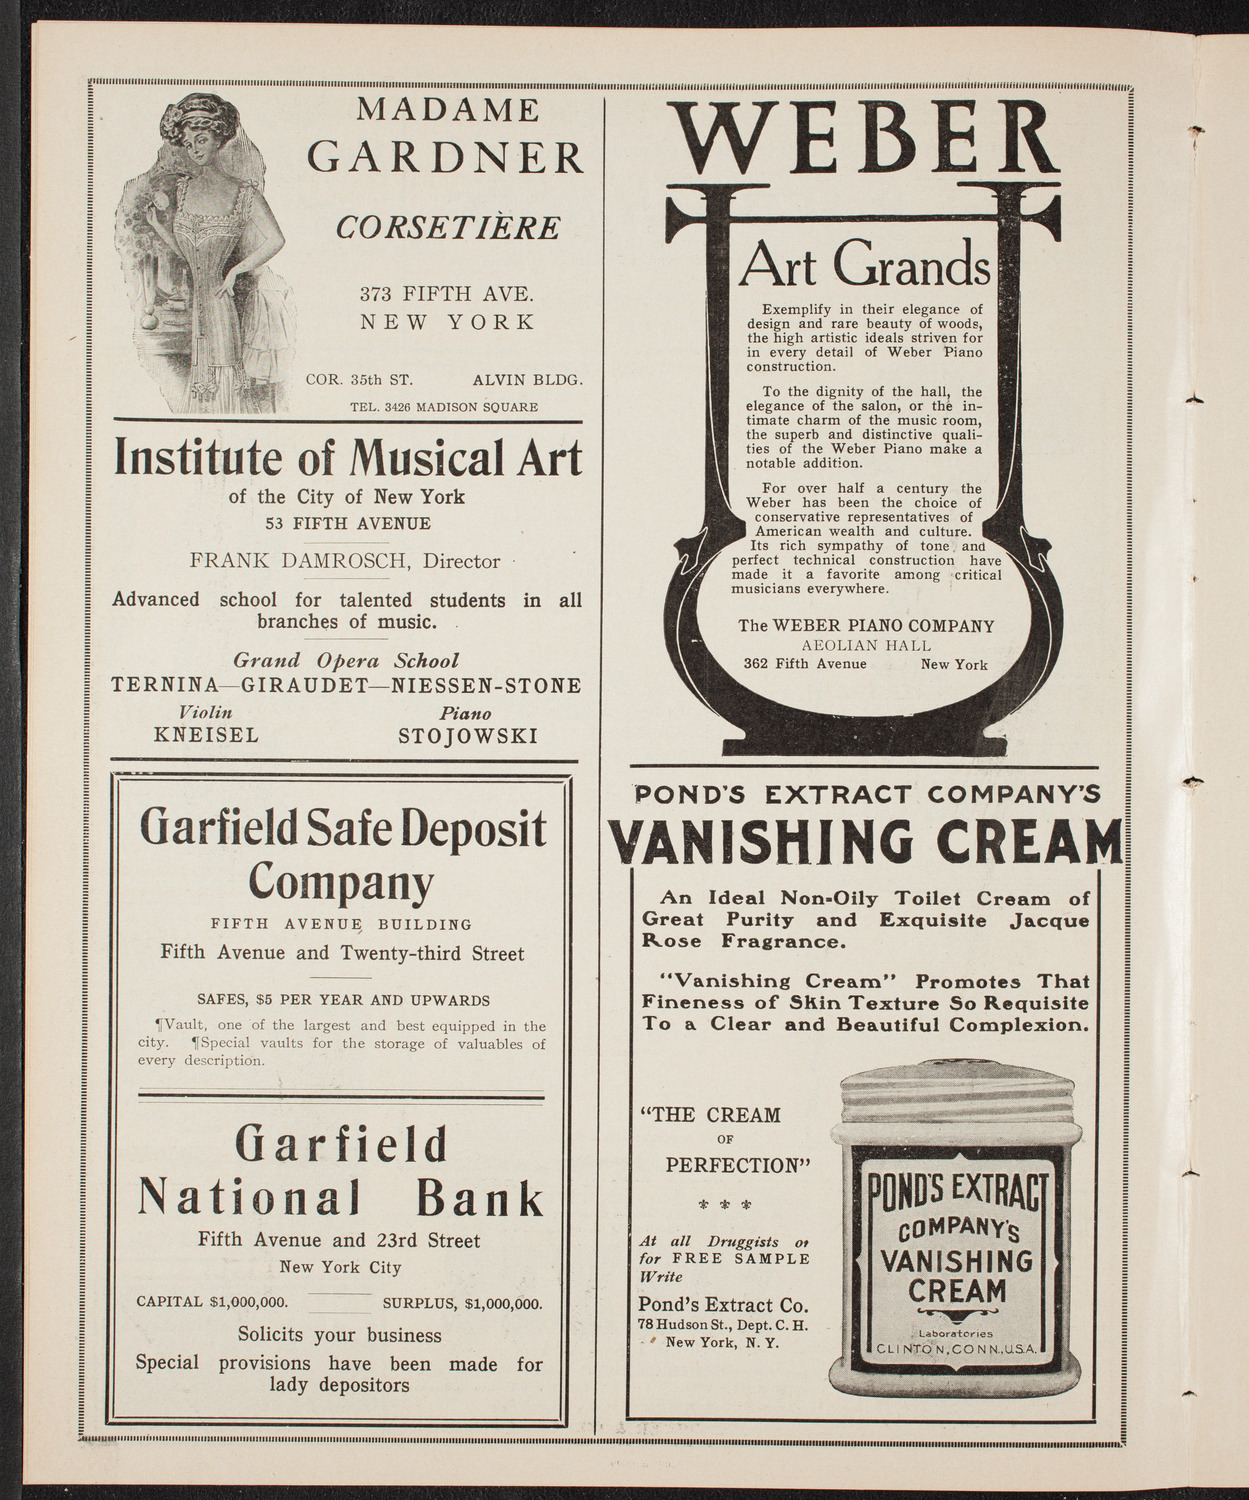 MADAME
GARDNER
CORSETIÈRE
373 FIFTH AVE.
NEW YORK
COR. 35th ST. ALVIN BLDG.
TEL. 3426 MADISON SQUARE
Institute of Musical Art
of the City of New York
53 FIFTH AVENUE
FRANK DAMROSCH, Director
Advanced school for talented students in all
branches of music.
Grand Opera School
TERNINA—GIRAUDET—NIESSEN-STONE
Violin Piano
KNEISEL STOJOWSKI
Garfield Safe Deposit
Company
FIFTH AVENUE BUILDING
Fifth Avenue and Twenty-third Street
SAFES, $5 PER YEAR AND UPWARDS
¶Vault, one of the largest and best equipped in the
city. ¶Special vaults for the storage of valuables of
every description.
Garfield
National Bank
Fifth Avenue and 23rd Street
New York City
CAPITAL $1,000,000. SURPLUS, $1,000,000.
Solicits your business
Special provisions have been made for
lady depositors
WEBER
Art Grands
Exemplify in their elegance of
design and rare beauty of woods,
the high artistic ideals striven for
in every detail of Weber Piano
construction.
To the dignity of the hall, the
elegance of the salon, or the in-
timate charm of the music room,
the superb and distinctive quali-
ties of the Weber Piano make a
notable addition.
For over half a century the
Weber has been the choice of
conservative representatives of
American wealth and culture.
Its rich sympathy of tone and
perfect technical construction have
made it a favorite among critical
musicians everywhere.
The WEBER PIANO COMPANY
AEOLIAN HALL
362 Fifth Avenue New York
POND'S EXTRACT COMPANY'S
VANISHING CREAM
An Ideal Non-Oily Toilet Cream of
Great Purity and Exquisite Jacque
Rose Fragrance.
"Vanishing Cream" Promotes That
Fineness of Skin Texture So Requisite
To a Clear and Beautiful Complexion.
"THE CREAM
OF
PERFECTION"
* * *
At all Druggists or
for FREE SAMPLE
Write
Pond's Extract Co.
78 Hudson St., Dept. C. H.
New York, N. Y.
POND'S EXTRACT
COMPANY'S
VANISHING
CREAM
Laboratories
CLINTON, CONN., U.S.A.